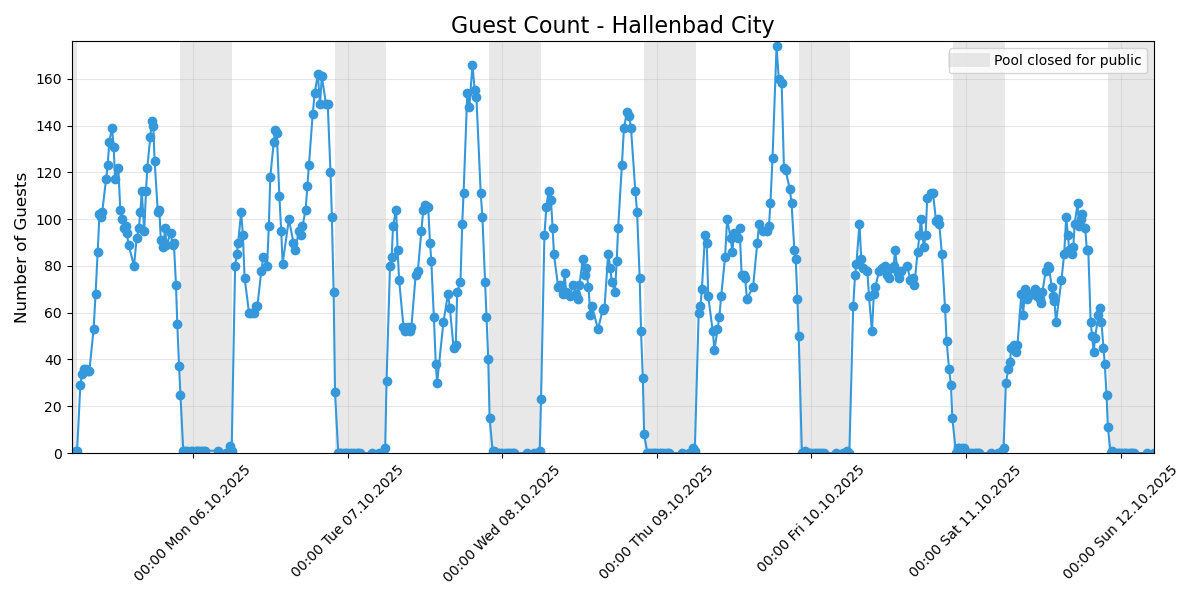 Guest Count - Hallenbad City
Pool closed for public
Number of Guests
160
140
120
100
80
60
40
20
0
00:00 Mon 06.10.2025
00:00 Tue 07.10.2025
00:00 Wed 08.10.2025
00:00 Thu 09.10.2025
00:00 Fri 10.10.2025
00:00 Sat 11.10.2025
00:00 Sun 12.10.2025